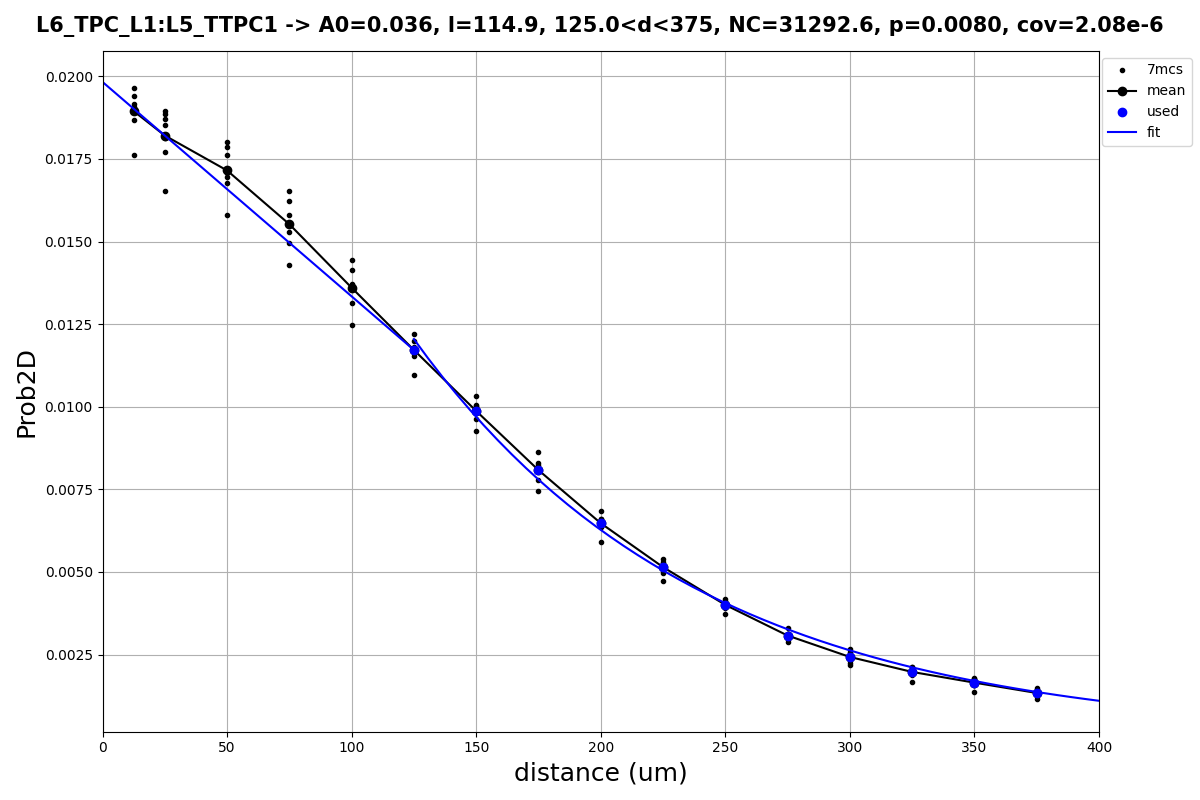 L6_TPC_L1:L5_TTPC1 -> A0=0.036, l=114.9, 125.0<d<375, NC=31292.6, p=0.0080, cov=2.08e-6
7mcs
mean
used
fit
Prob2D
0.0200
0.0175
0.0150
0.0125
0.0100
0.0075
0.0050
0.0025
0 50 100 150 200 250 300 350 400
distance (um)